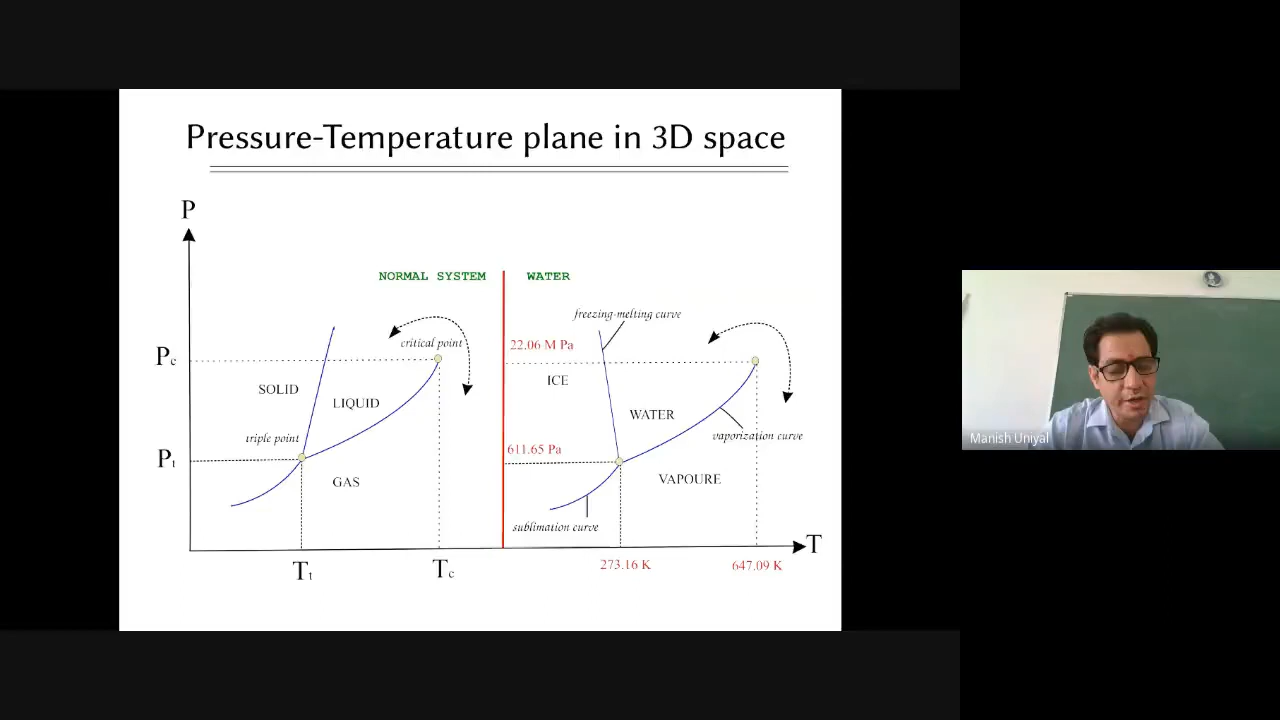 Pressure-Temperature plane in 3D space
P
NORMAL SYSTEM
WATER
freezing-melting curve
critical point
22.06 M Pa
Pc
SOLID
ICE
LIQUID
WATER
triple point
vaporization curve
611.65 Pa
Pt
GAS
VAPOURE
sublimation curve
T
Tt
Tc
273.16 K
647.09 K
Manish Uniyal